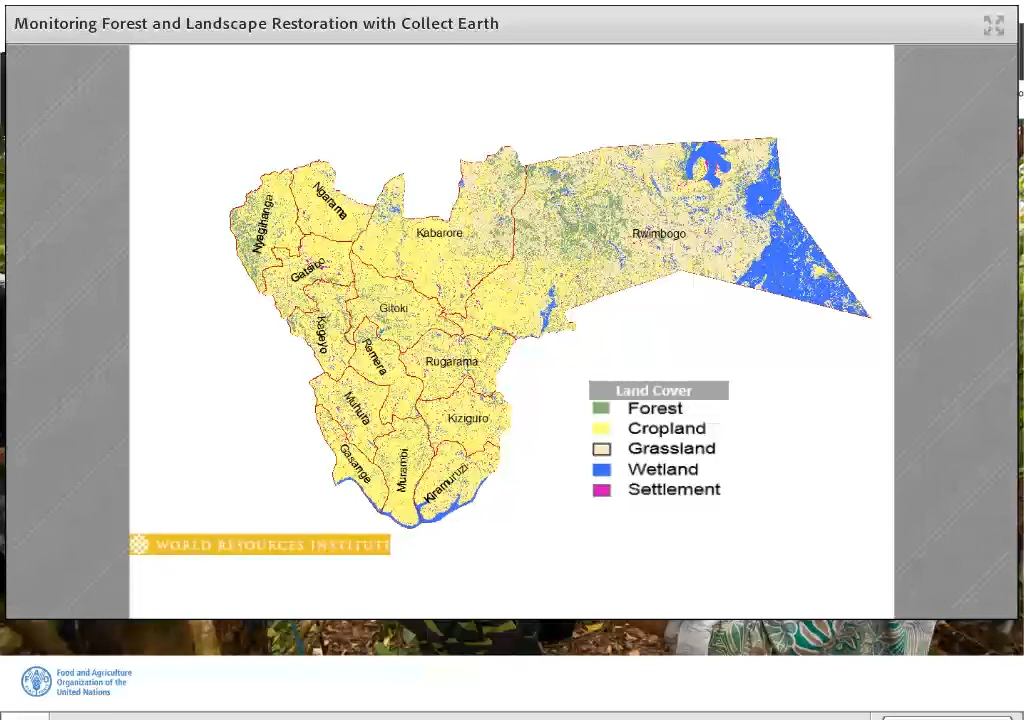 Monitoring Forest and Landscape Restoration with Collect Earth
Ngarama
Nyagihanga
Kabarore
Rwimbogo
Gatsibo
Gitoki
Kageyo
Remera
Rugarama
Muhura
Kiziguro
Gasange
Murambi
Kiramuruzi
Land Cover
Forest
Cropland
Grassland
Wetland
Settlement
WORLD RESOURCES INSTITUTE
Food and Agriculture
Organization of the
United Nations